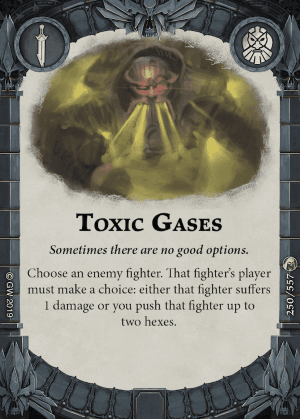 TOXIC GASES
Sometimes there are no good options.
Choose an enemy fighter. That fighter's player
must make a choice: either that fighter suffers
1 damage or you push that fighter up to
two hexes.
© GW 2019
250/557